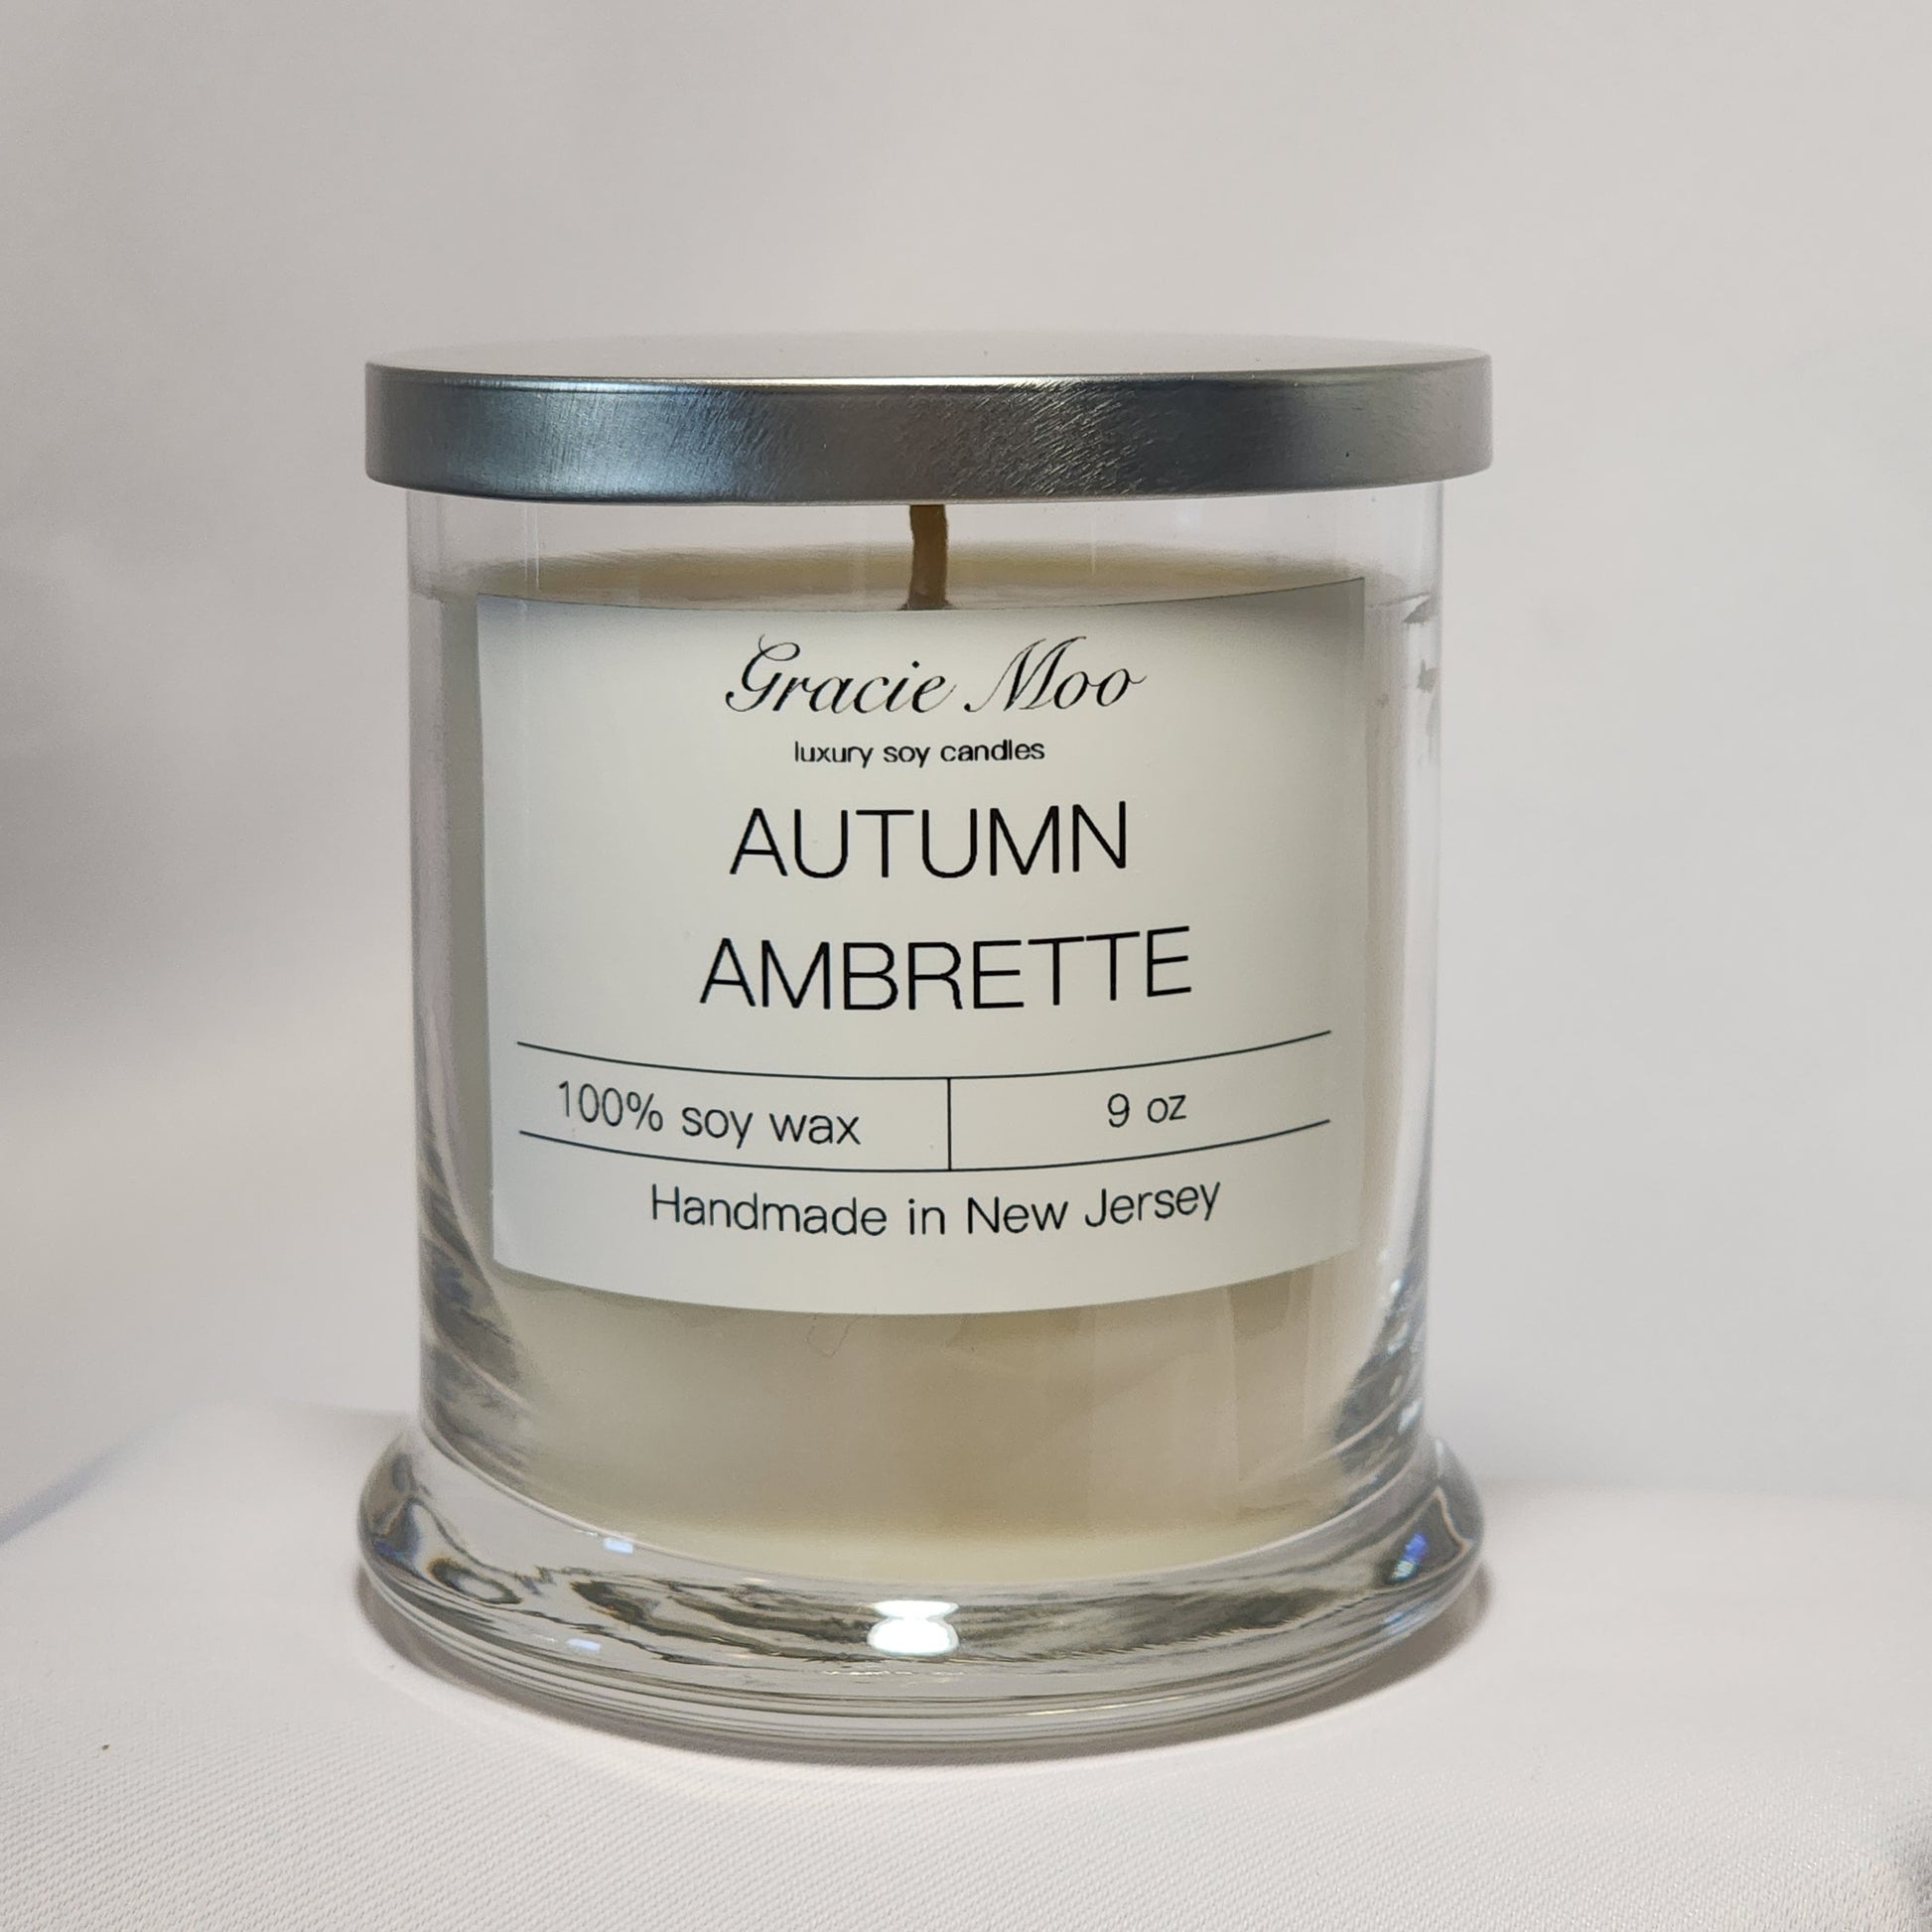 Gracie Moo
luxury soy candles
AUTUMN
AMBRETTE
100% soy wax
9 oz
Handmade in New Jersey